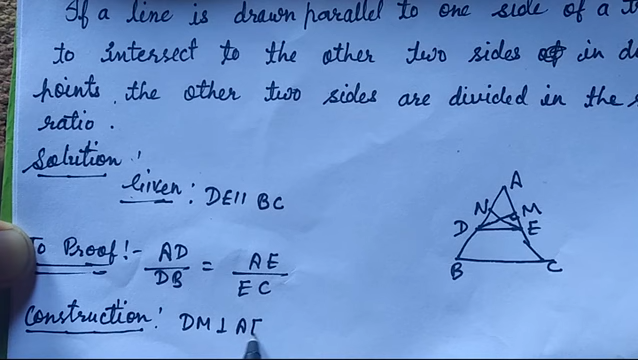 If a line is drawn parallel to one side of a
to intersect to the other two sides in
points, the other two sides are divided in the
ratio.
Solution:
Given: DE || BC
A
N
M
D
E
B
C
To Proof:- AD/DB = AE/EC
Construction: DM ⊥ A